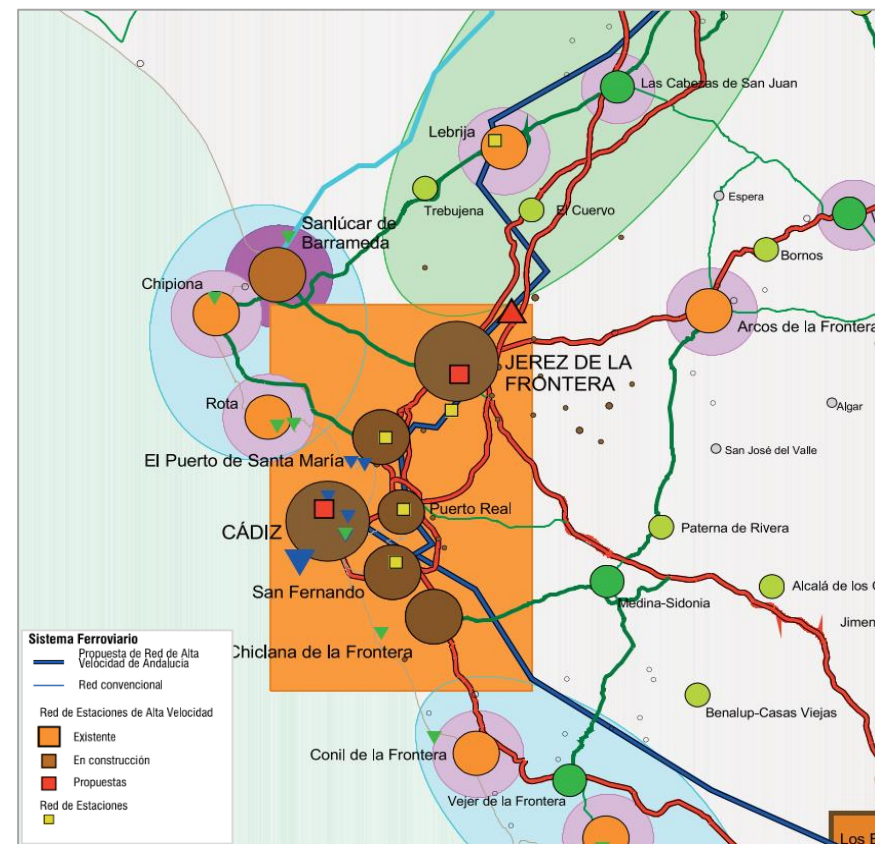 Las Cabezas de San Juan
Lebrija
Espera
Trebujena
El Cuervo
Sanlúcar de
Barrameda
Bornos
Chipiona
Arcos de la Frontera
JEREZ DE LA
FRONTERA
Rota
Algar
El Puerto de Santa María
San José del Valle
Puerto Real
CÁDIZ
Paterna de Rivera
San Fernando
Medina-Sidonia
Alcalá de los
Jimen
Chiclana de la Frontera
Benalup-Casas Viejas
Conil de la Frontera
Vejer de la Frontera
Los
Sistema Ferroviario
Propuesta de Red de Alta
Velocidad de Andalucía
Red convencional
Red de Estaciones de Alta Velocidad
Existente
En construcción
Propuestas
Red de Estaciones